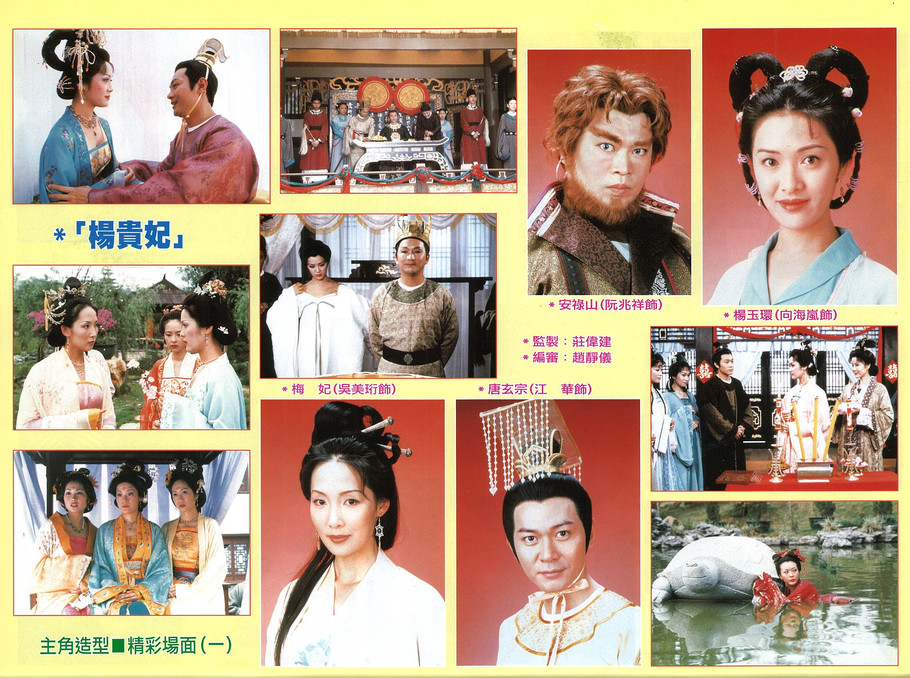 *「楊貴妃」
*安祿山(阮兆祥飾)
*楊玉環(向海嵐飾)
*監製：莊偉建
*編審：趙靜儀
*梅　妃(吳美珩飾)
*唐玄宗(江　華飾)
主角造型■精彩場面(一)